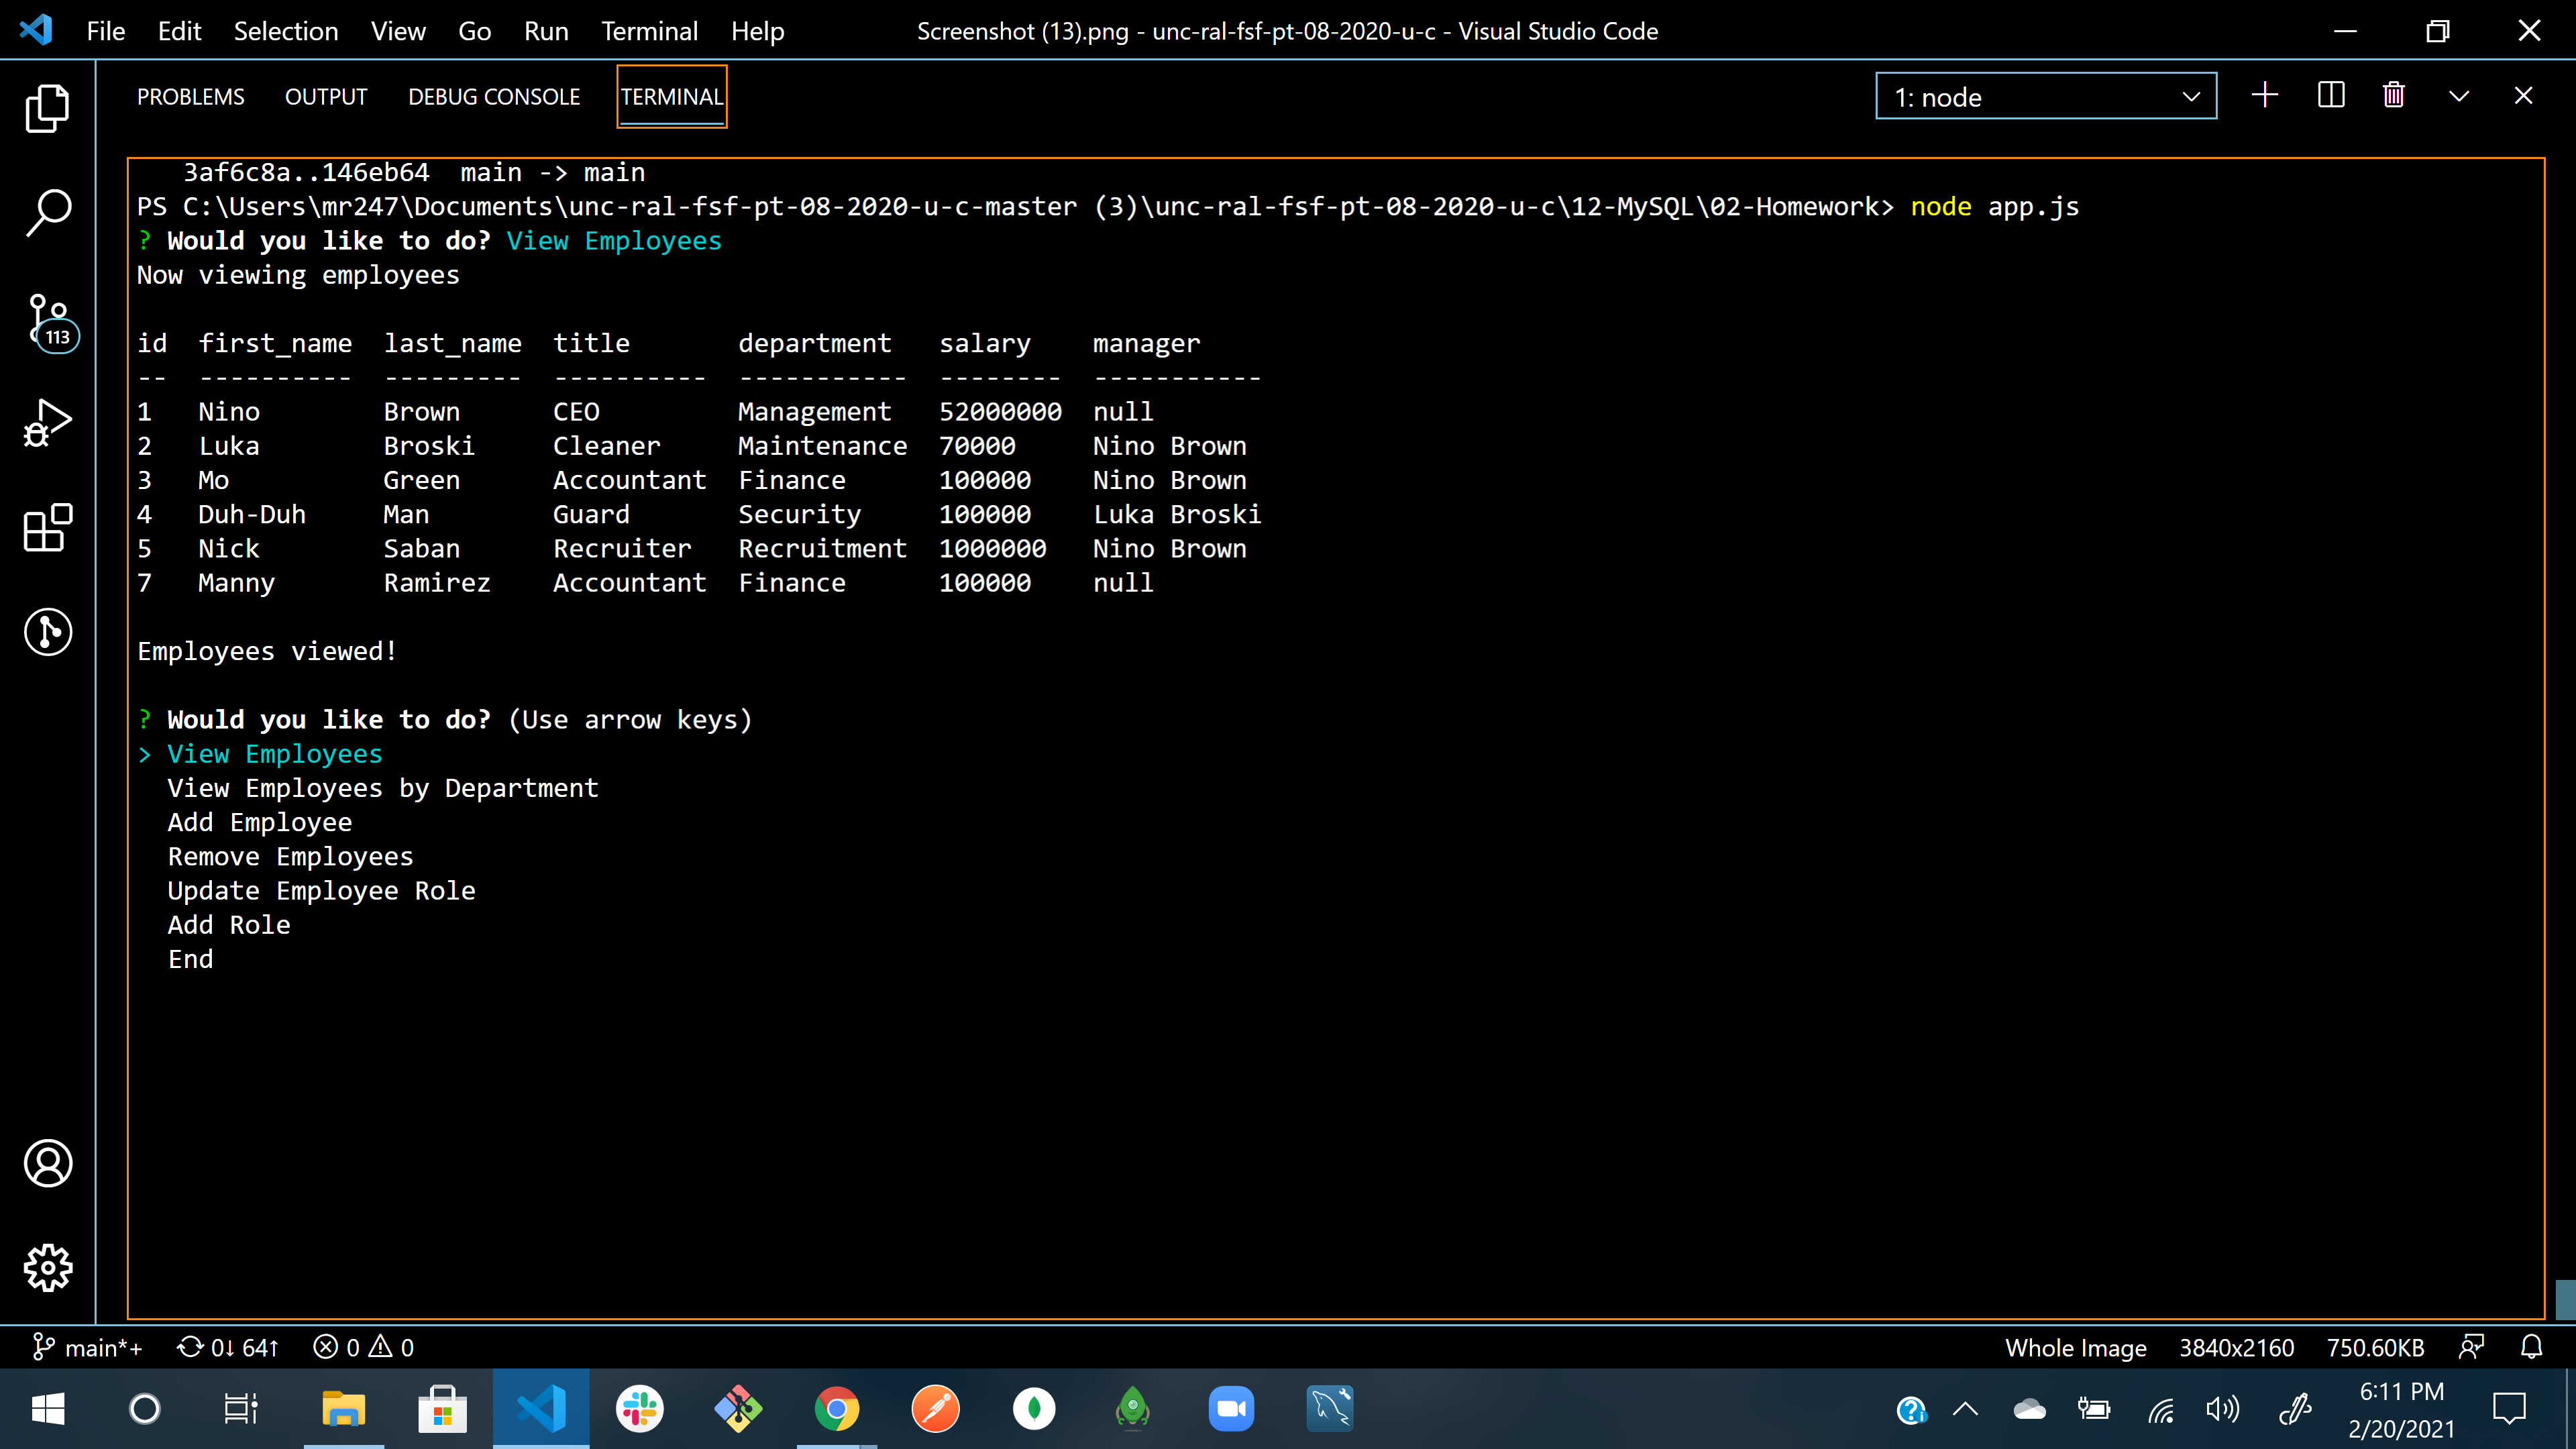 File Edit Selection View Go Run Terminal Help Screenshot (13).png - unc-ral-fsf-pt-08-2020-u-c - Visual Studio Code
PROBLEMS OUTPUT DEBUG CONSOLE TERMINAL 1: node
3af6c8a..146eb64  main -> main
PS C:\Users\mr247\Documents\unc-ral-fsf-pt-08-2020-u-c-master (3)\unc-ral-fsf-pt-08-2020-u-c\12-MySQL\02-Homework> node app.js
? Would you like to do? View Employees
Now viewing employees
id  first_name  last_name  title       department   salary    manager
--  ----------  ---------  ----------  -----------  --------  -----------
1   Nino        Brown      CEO         Management   52000000  null
2   Luka        Broski     Cleaner     Maintenance  70000     Nino Brown
3   Mo          Green      Accountant  Finance      100000    Nino Brown
4   Duh-Duh     Man        Guard       Security     100000    Luka Broski
5   Nick        Saban      Recruiter   Recruitment  1000000   Nino Brown
7   Manny       Ramirez    Accountant  Finance      100000    null
Employees viewed!
? Would you like to do? (Use arrow keys)
> View Employees
View Employees by Department
Add Employee
Remove Employees
Update Employee Role
Add Role
End
113
main*+ 0↓ 64↑ 0 0 Whole Image 3840x2160 750.60KB
6:11 PM
2/20/2021